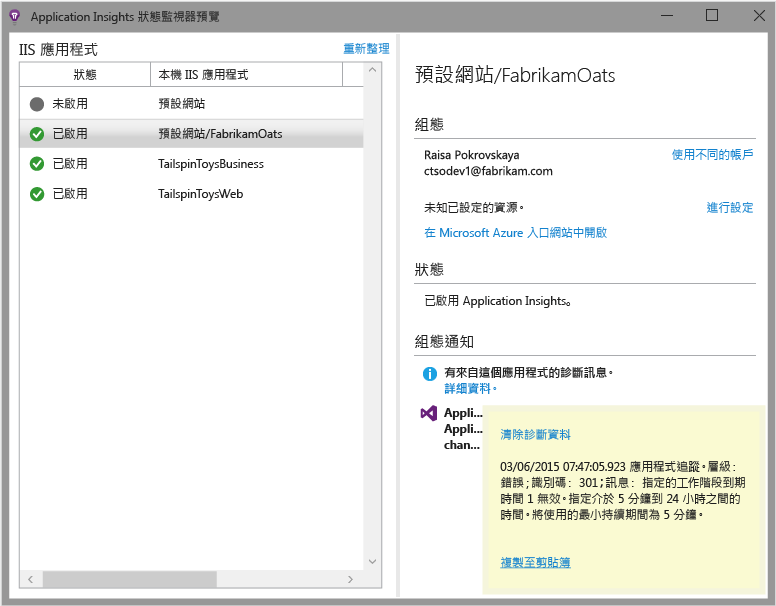 Application Insights 狀態監視器預覽
IIS 應用程式
重新整理
狀態
本機 IIS 應用程式
未啟用
預設網站
已啟用
預設網站/FabrikamOats
已啟用
TailspinToysBusiness
已啟用
TailspinToysWeb
預設網站/FabrikamOats
組態
Raisa Pokrovskaya
使用不同的帳戶
ctsodev1@fabrikam.com
未知已設定的資源。
進行設定
在 Microsoft Azure 入口網站中開啟
狀態
已啟用 Application Insights。
組態通知
有來自這個應用程式的診斷訊息。
詳細資料。
Appli...
Appli...
chan...
清除診斷資料
03/06/2015 07:47:05.923 應用程式追蹤。層級:
錯誤;識別碼: 301;訊息: 指定的工作階段到期
時間 1 無效。指定介於 5 分鐘到 24 小時之間的
時間。將使用的最小持續期間為 5 分鐘。
複製至剪貼簿